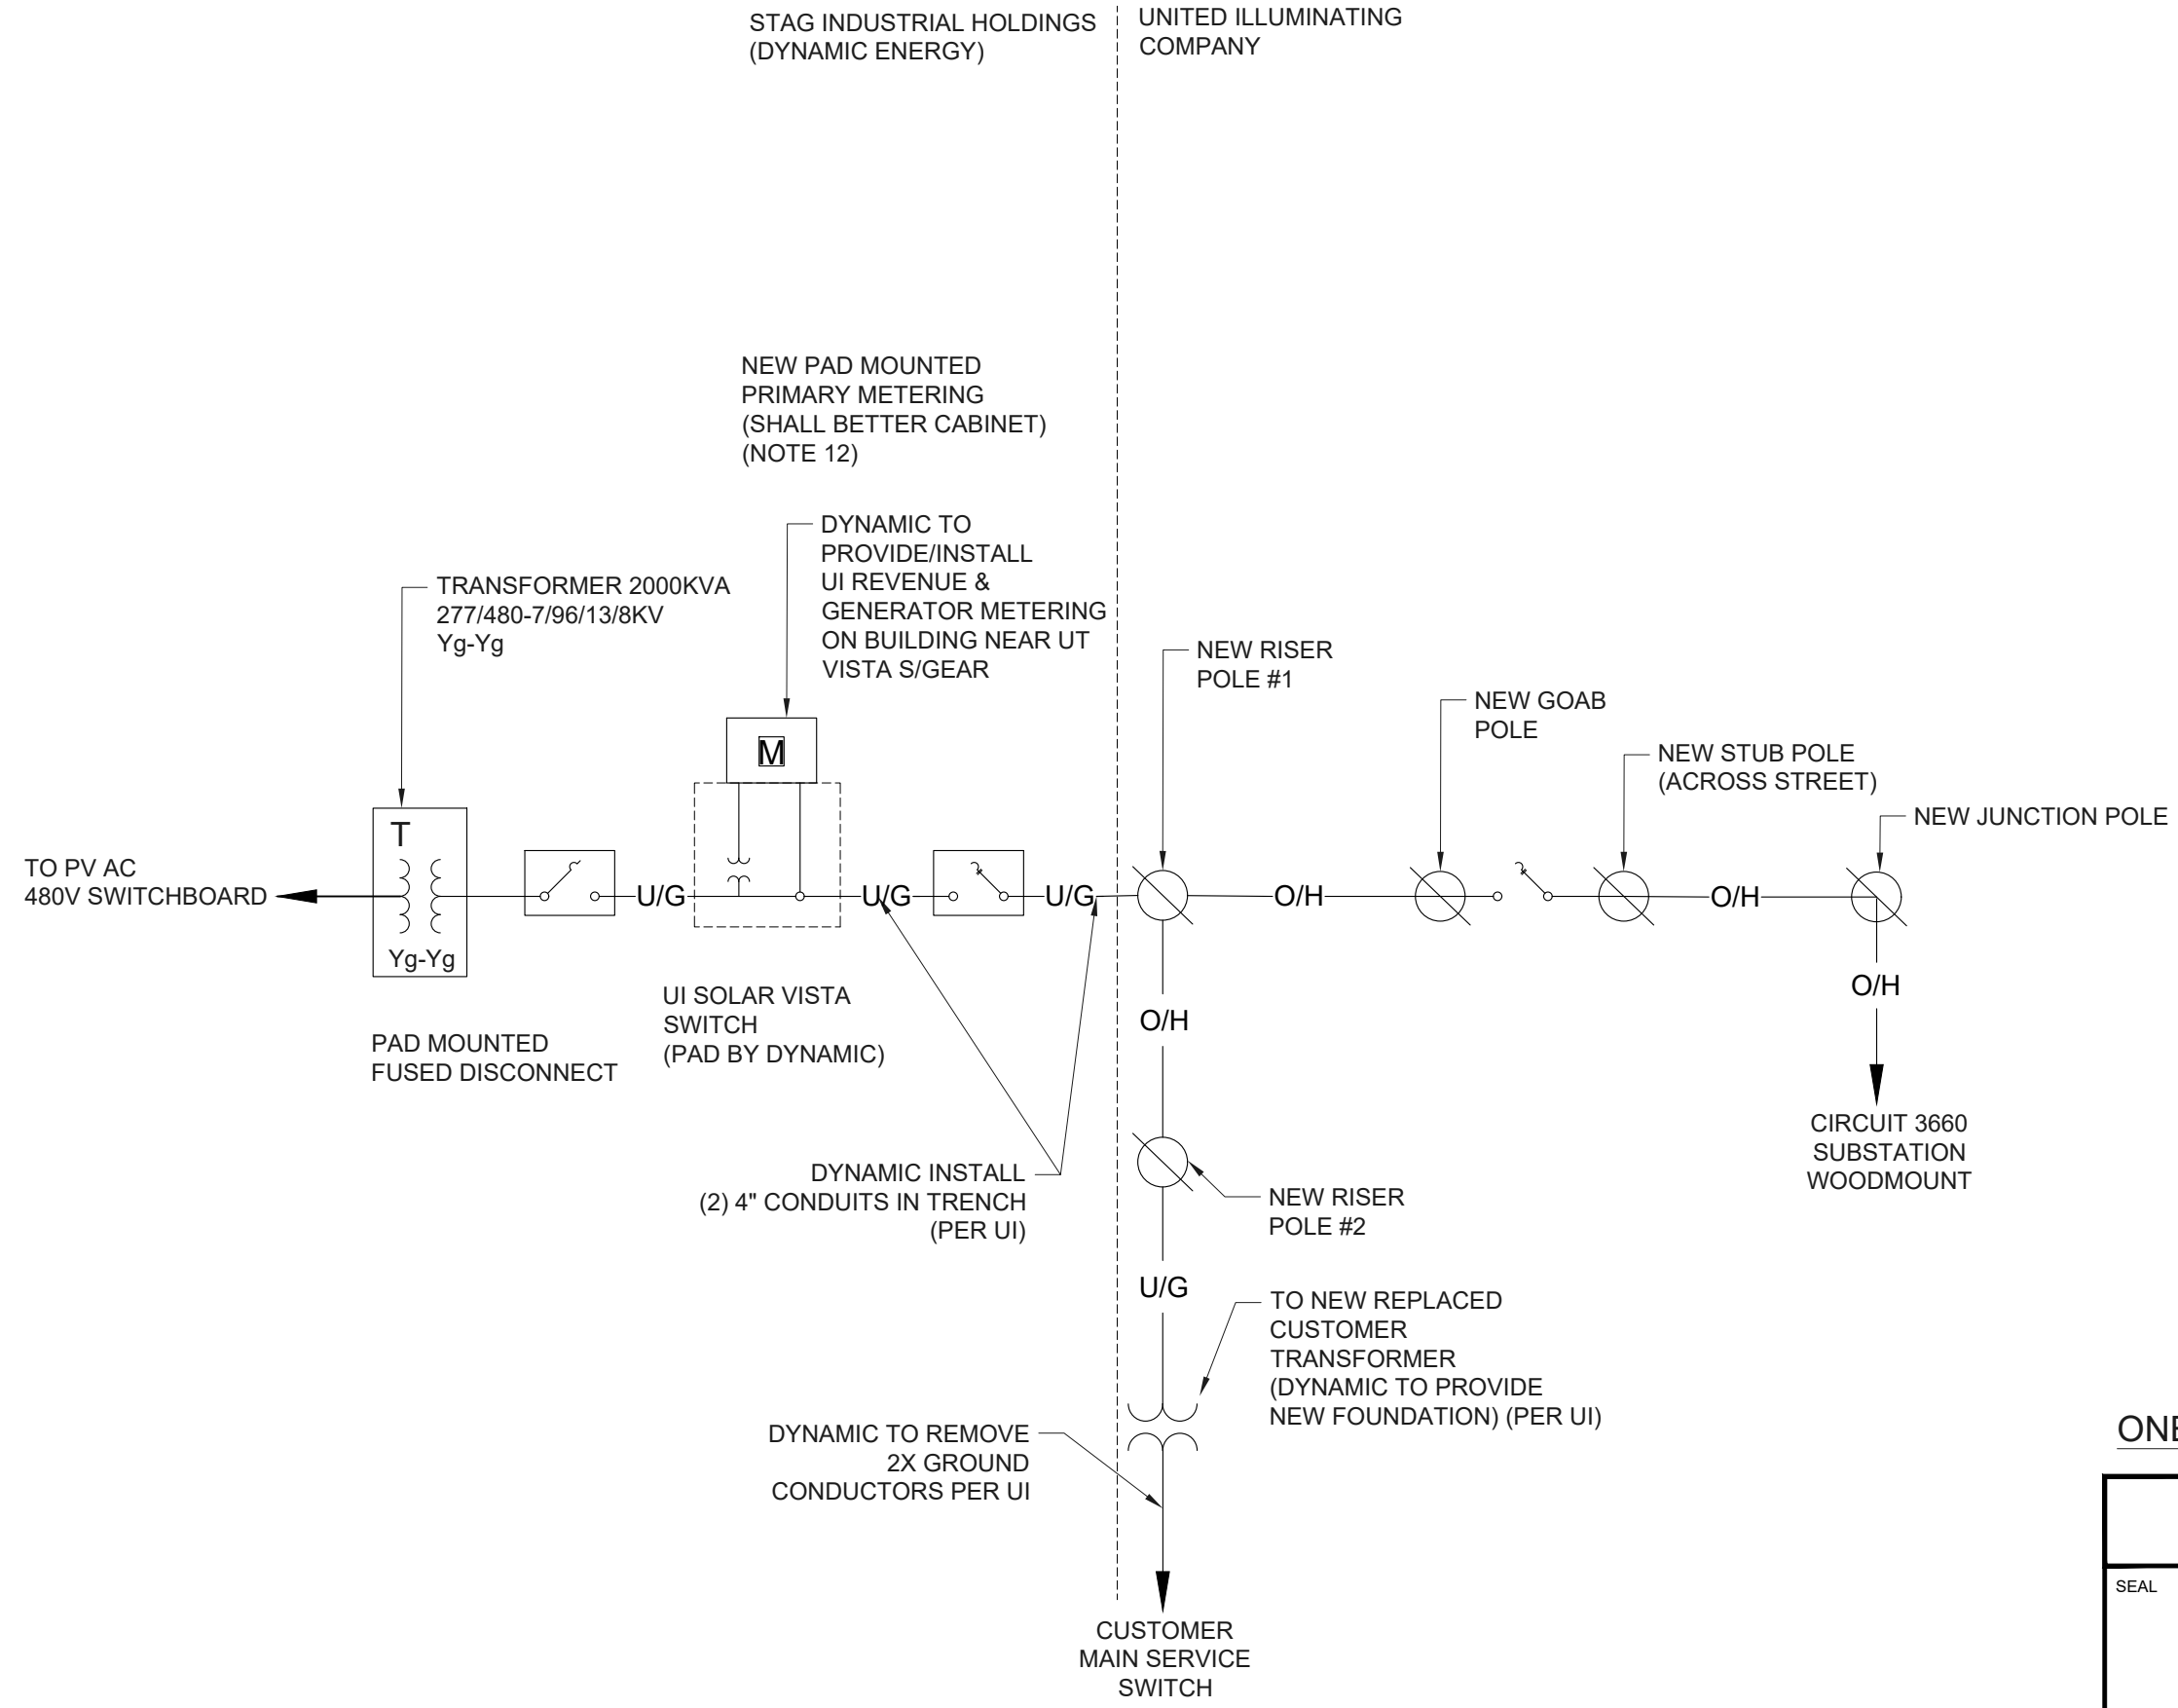 STAG INDUSTRIAL HOLDINGS
(DYNAMIC ENERGY)
UNITED ILLUMINATING
COMPANY
NEW PAD MOUNTED
PRIMARY METERING
(SHALL BETTER CABINET)
(NOTE 12)
DYNAMIC TO
PROVIDE/INSTALL
UI REVENUE &
GENERATOR METERING
ON BUILDING NEAR UT
VISTA S/GEAR
TRANSFORMER 2000KVA
277/480-7/96/13/8KV
Yg-Yg
NEW RISER
POLE #1
NEW GOAB
POLE
NEW STUB POLE
(ACROSS STREET)
NEW JUNCTION POLE
M
T
Yg-Yg
TO PV AC
480V SWITCHBOARD
U/G
U/G
U/G
O/H
O/H
O/H
O/H
UI SOLAR VISTA
SWITCH
(PAD BY DYNAMIC)
PAD MOUNTED
FUSED DISCONNECT
CIRCUIT 3660
SUBSTATION
WOODMOUNT
DYNAMIC INSTALL
(2) 4" CONDUITS IN TRENCH
(PER UI)
NEW RISER
POLE #2
U/G
TO NEW REPLACED
CUSTOMER
TRANSFORMER
(DYNAMIC TO PROVIDE
NEW FOUNDATION) (PER UI)
DYNAMIC TO REMOVE
2X GROUND
CONDUCTORS PER UI
CUSTOMER
MAIN SERVICE
SWITCH
SEAL